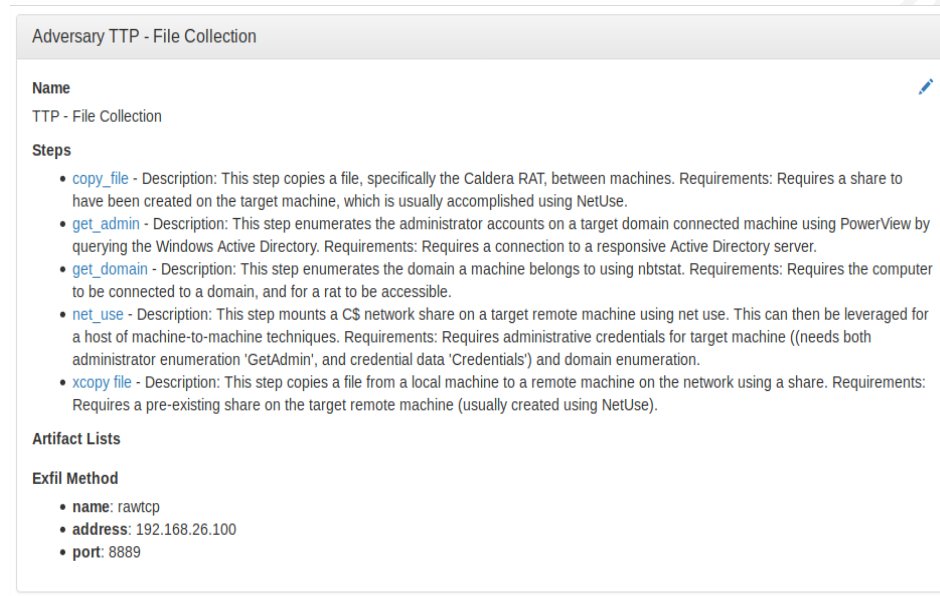 Adversary TTP - File Collection
Name
TTP - File Collection
Steps
• copy_file - Description: This step copies a file, specifically the Caldera RAT, between machines. Requirements: Requires a share to
have been created on the target machine, which is usually accomplished using NetUse.
• get_admin - Description: This step enumerates the administrator accounts on a target domain connected machine using PowerView by
querying the Windows Active Directory. Requirements: Requires a connection to a responsive Active Directory server.
• get_domain - Description: This step enumerates the domain a machine belongs to using nbtstat. Requirements: Requires the computer
to be connected to a domain, and for a rat to be accessible.
• net_use - Description: This step mounts a C$ network share on a target remote machine using net use. This can then be leveraged for
a host of machine-to-machine techniques. Requirements: Requires administrative credentials for target machine ((needs both
administrator enumeration 'GetAdmin', and credential data 'Credentials') and domain enumeration.
• xcopy file - Description: This step copies a file from a local machine to a remote machine on the network using a share. Requirements:
Requires a pre-existing share on the target remote machine (usually created using NetUse).
Artifact Lists
Exfil Method
• name: rawtcp
• address: 192.168.26.100
• port: 8889